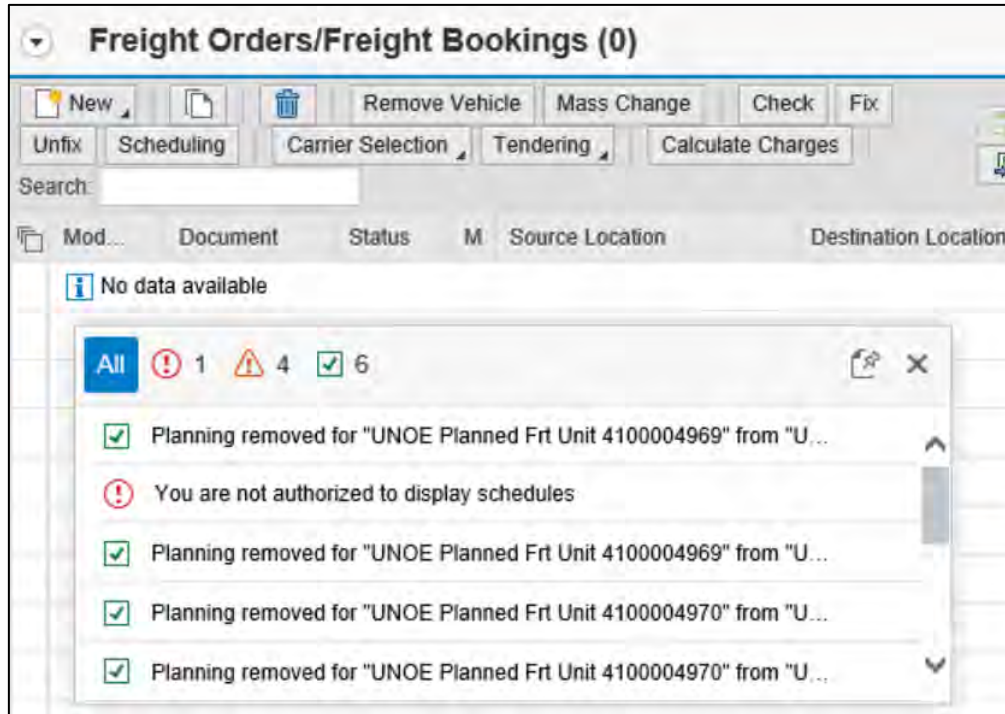 Freight Orders/Freight Bookings (0)
New Remove Vehicle Mass Change Check Fix
Unfix Scheduling Carrier Selection Tendering Calculate Charges
Search:
Mod... Document Status M Source Location Destination Location
No data available
All 1 4 6
Planning removed for "UNOE Planned Frt Unit 4100004969" from "U...
You are not authorized to display schedules
Planning removed for "UNOE Planned Frt Unit 4100004969" from "U...
Planning removed for "UNOE Planned Frt Unit 4100004970" from "U...
Planning removed for "UNOE Planned Frt Unit 4100004970" from "U...